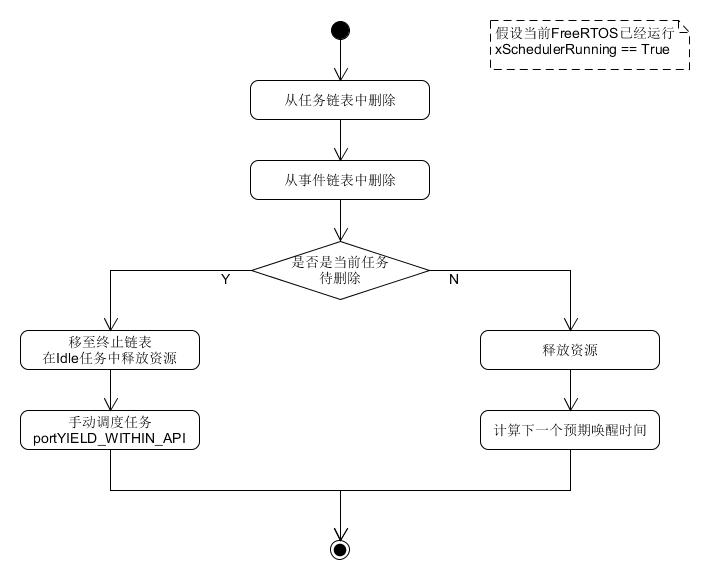 假设当前FreeRTOS已经运行
xSchedulerRunning == True
从任务链表中删除
从事件链表中删除
是否是当前任务
待删除
Y
N
移至终止链表
在Idle任务中释放资源
释放资源
手动调度任务
portYIELD_WITHIN_API
计算下一个预期唤醒时间